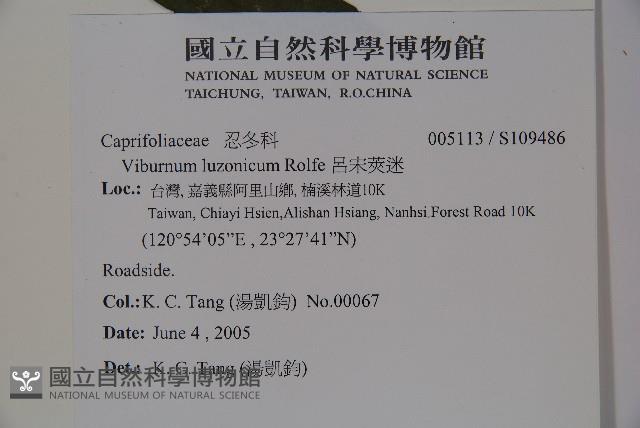 國立自然科學博物館
NATIONAL MUSEUM OF NATURAL SCIENCE
TAICHUNG, TAIWAN, R.O.CHINA
Caprifoliaceae 忍冬科 005113 / S109486
Viburnum luzonicum Rolfe 呂宋莢迷
Loc.: 台灣, 嘉義縣阿里山鄉, 楠溪林道10K
Taiwan, Chiayi Hsien,Alishan Hsiang, Nanhsi Forest Road 10K
(120°54’05”E , 23°27’41”N)
Roadside.
Col.: K. C. Tang (湯凱鈞) No.00067
Date: June 4 , 2005
Det.: K. C. Tang (湯凱鈞)
國立自然科學博物館
NATIONAL MUSEUM OF NATURAL SCIENCE